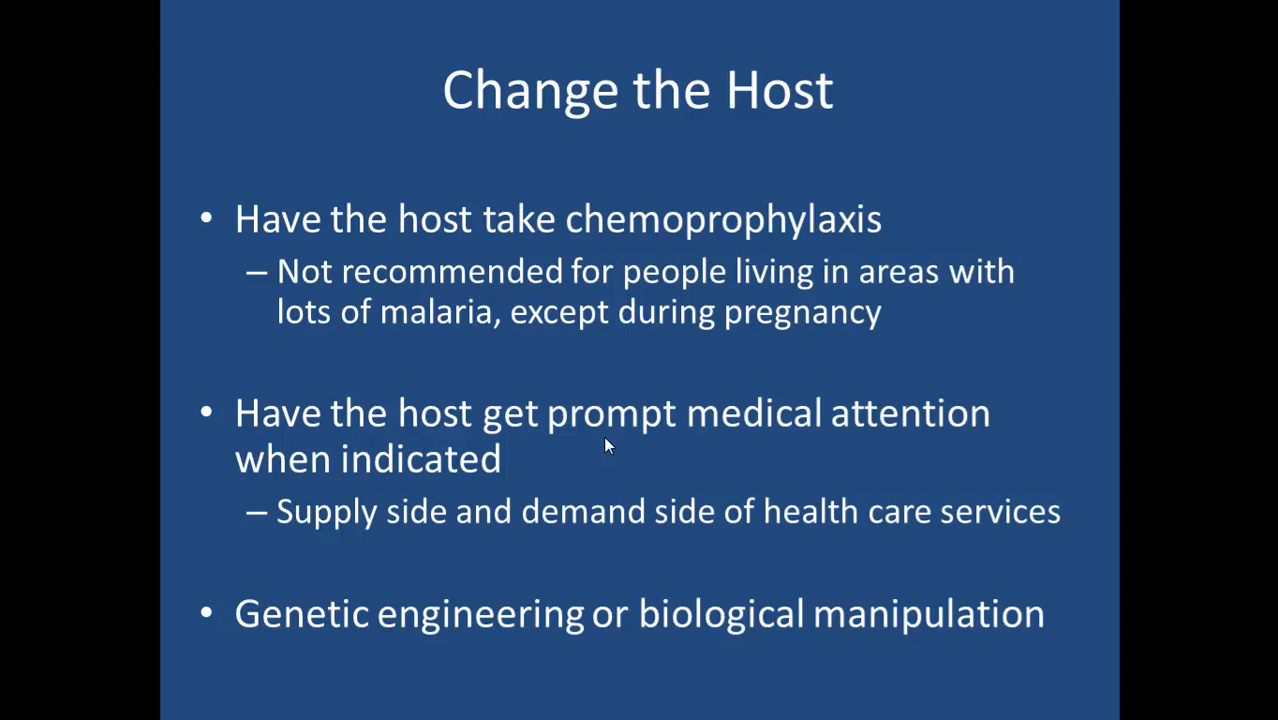 Change the Host
• Have the host take chemoprophylaxis
– Not recommended for people living in areas with
lots of malaria, except during pregnancy
• Have the host get prompt medical attention
when indicated
– Supply side and demand side of health care services
• Genetic engineering or biological manipulation